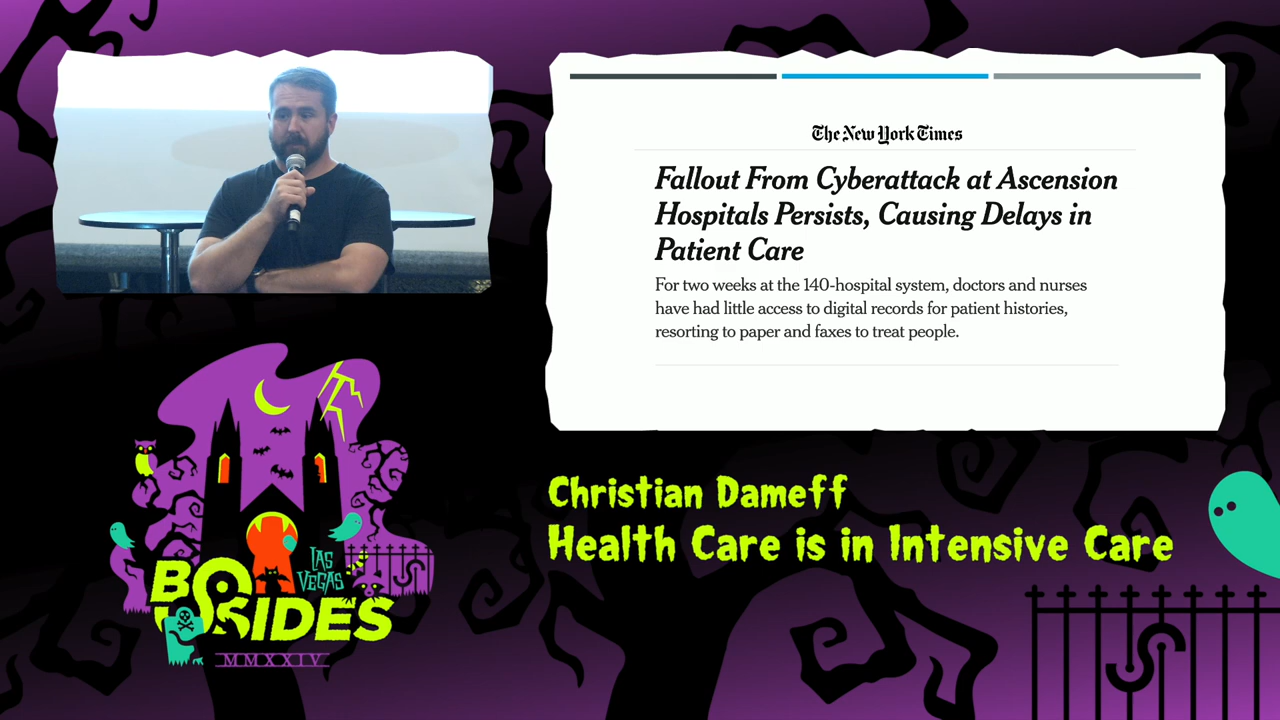 The New York Times
Fallout From Cyberattack at Ascension
Hospitals Persists, Causing Delays in
Patient Care
For two weeks at the 140-hospital system, doctors and nurses
have had little access to digital records for patient histories,
resorting to paper and faxes to treat people.
Christian Dameff
Health Care is in Intensive Care
LAS
VEGAS
BSIDES
MMXXIV